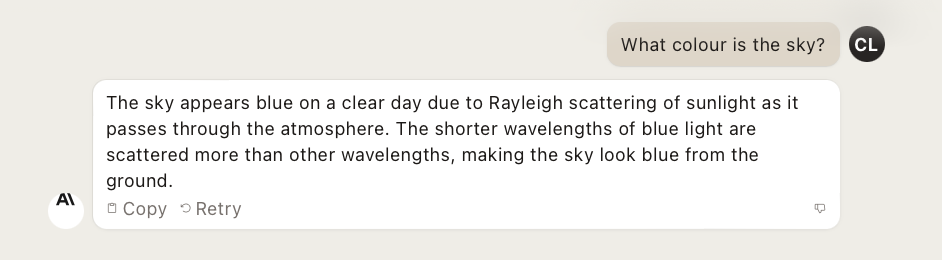 What colour is the sky?
CL
The sky appears blue on a clear day due to Rayleigh scattering of sunlight as it
passes through the atmosphere. The shorter wavelengths of blue light are
scattered more than other wavelengths, making the sky look blue from the
ground.
A\
Copy Retry